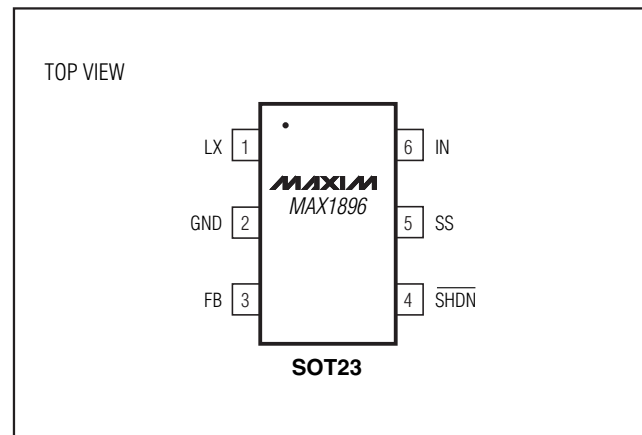 TOP VIEW
LX 1
6 IN
MAXIM
MAX1896
GND 2
5 SS
FB 3
4 SHDN
SOT23